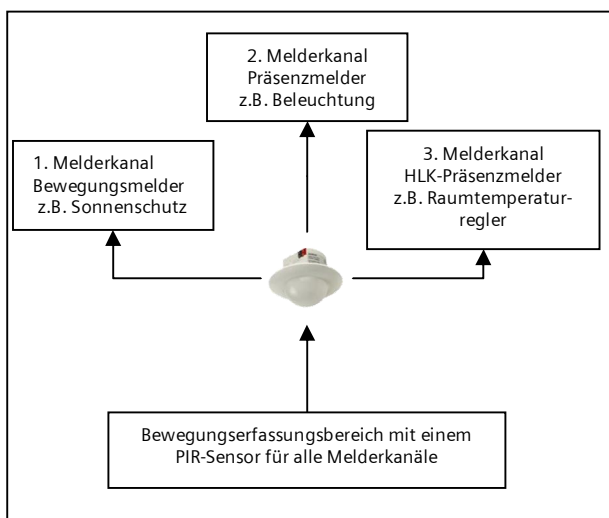 2. Melderkanal
Präsenzmelder
z.B. Beleuchtung
1. Melderkanal
Bewegungsmelder
z.B. Sonnenschutz
3. Melderkanal
HLK-Präsenzmelder
z.B. Raumtemperatur-
regler
Bewegungserfassungsbereich mit einem
PIR-Sensor für alle Melderkanäle